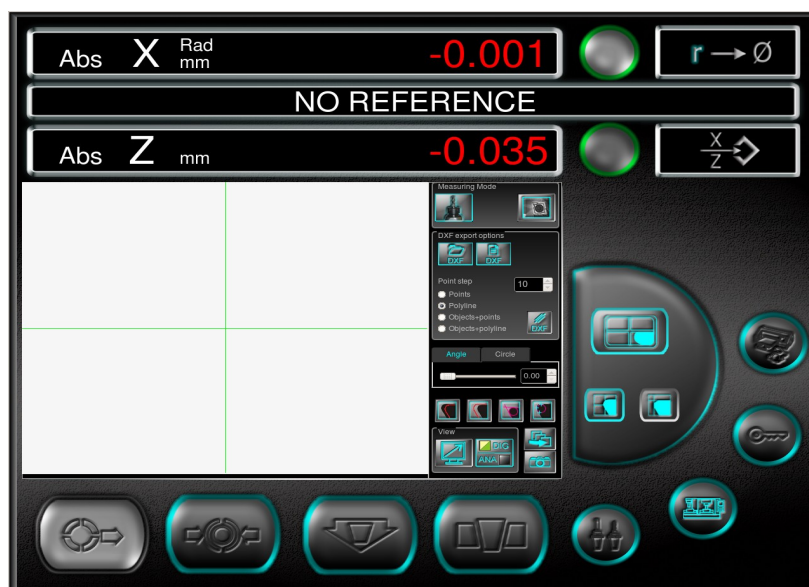 Abs X Rad mm -0.001
r → Ø
NO REFERENCE
Abs Z mm -0.035
X
Z
Measuring Mode
DXF export options
DXF DXF
Point step 10
Points
Polyline
Objects+points
Objects+polyline
DXF
Angle Circle
0.00
View
DIG
ANA